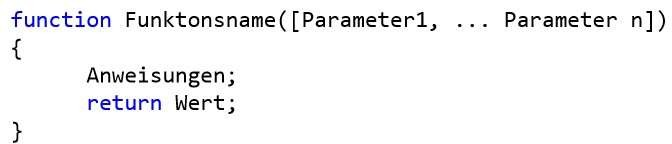 function Funktonsname([Parameter1, ... Parameter n])
{
Anweisungen;
return Wert;
}